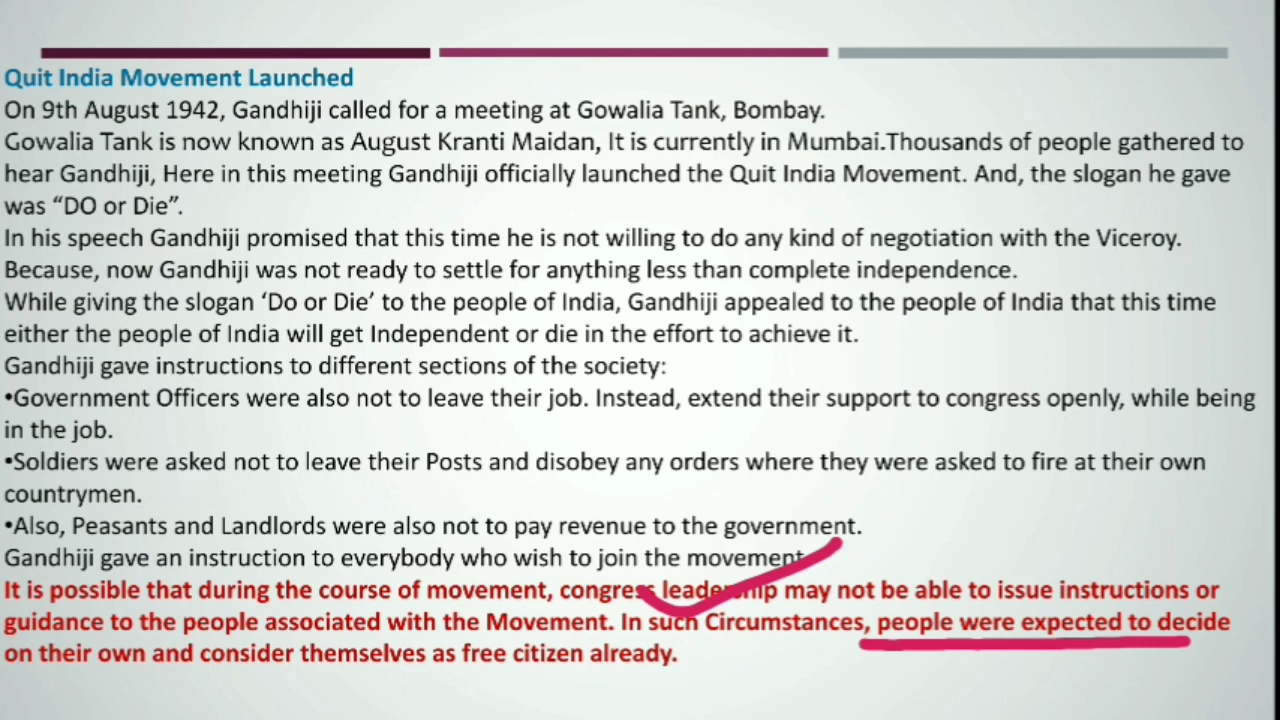 Quit India Movement Launched
On 9th August 1942, Gandhiji called for a meeting at Gowalia Tank, Bombay.
Gowalia Tank is now known as August Kranti Maidan, It is currently in Mumbai.Thousands of people gathered to
hear Gandhiji, Here in this meeting Gandhiji officially launched the Quit India Movement. And, the slogan he gave
was “DO or Die”.
In his speech Gandhiji promised that this time he is not willing to do any kind of negotiation with the Viceroy.
Because, now Gandhiji was not ready to settle for anything less than complete independence.
While giving the slogan ‘Do or Die’ to the people of India, Gandhiji appealed to the people of India that this time
either the people of India will get Independent or die in the effort to achieve it.
Gandhiji gave instructions to different sections of the society:
•Government Officers were also not to leave their job. Instead, extend their support to congress openly, while being
in the job.
•Soldiers were asked not to leave their Posts and disobey any orders where they were asked to fire at their own
countrymen.
•Also, Peasants and Landlords were also not to pay revenue to the government.
Gandhiji gave an instruction to everybody who wish to join the movement
It is possible that during the course of movement, congress leadership may not be able to issue instructions or
guidance to the people associated with the Movement. In such Circumstances, people were expected to decide
on their own and consider themselves as free citizen already.